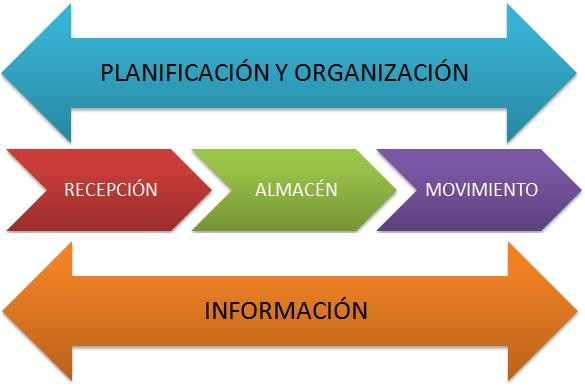 PLANIFICACIÓN Y ORGANIZACIÓN
RECEPCIÓN
ALMACÉN
MOVIMIENTO
INFORMACIÓN